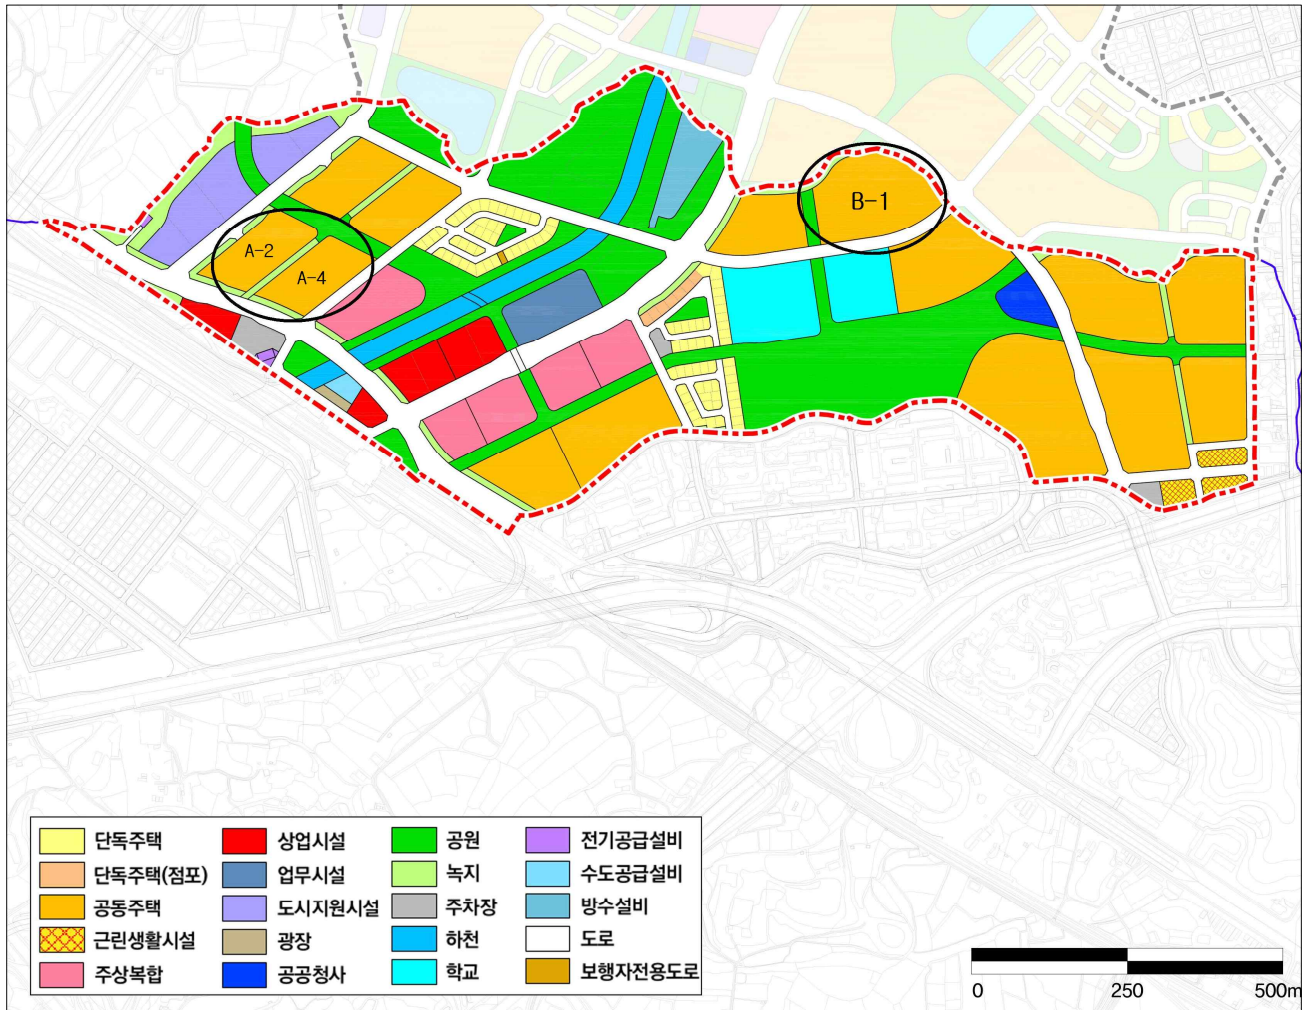 B-1
A-2
A-4
단독주택 상업시설 공원 전기공급설비
단독주택(점포) 업무시설 녹지 수도공급설비
공동주택 도시지원시설 주차장 방수설비
근린생활시설 광장 하천 도로
주상복합 공공청사 학교 보행자전용도로
0 250 500m